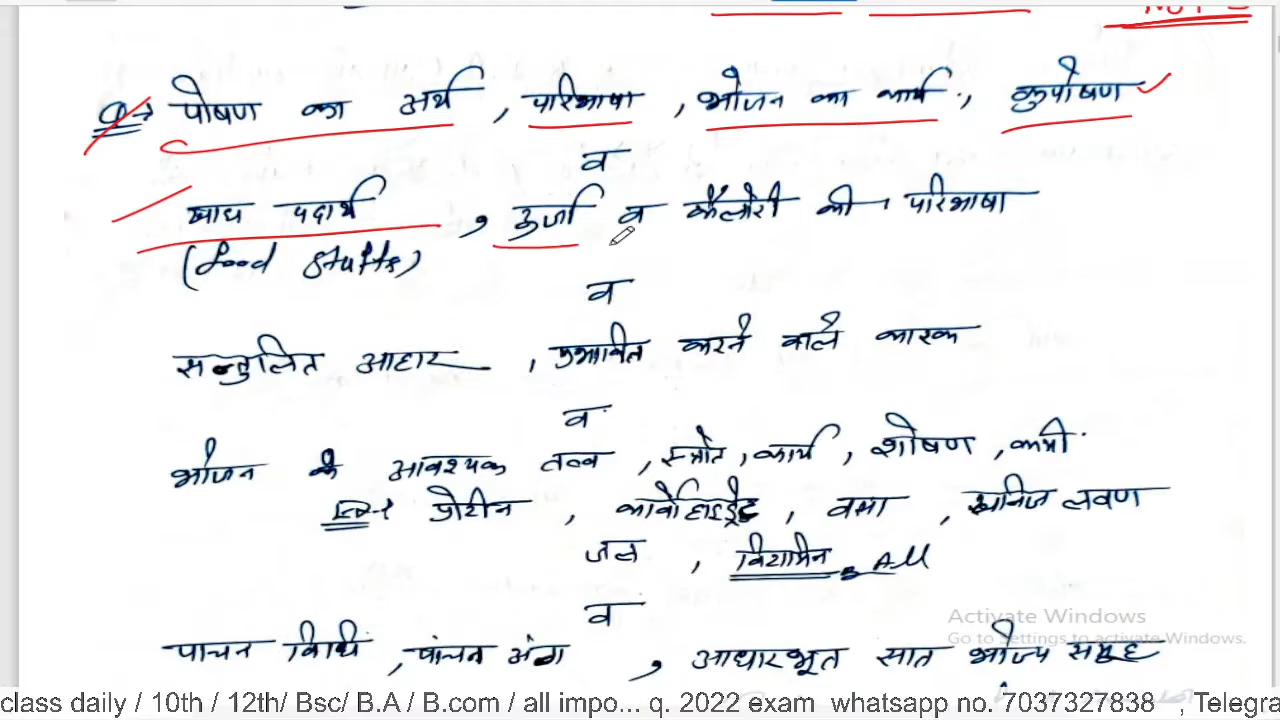 Q→ पोषण का अर्थ, परिभाषा, भोजन का कार्य, कुपोषण
व
खाद्य पदार्थ, ऊर्जा व कैलोरी की परिभाषा
(food stuffs)
व
सन्तुलित आहार, प्रभावित करने वाले कारक
व
भोजन के आवश्यक तत्व, स्त्रोत, कार्य, शोषण, कमी
प्रोटीन, कार्बोहाइड्रेट, वसा, खनिज लवण
जल, विटामिन All
व
पाचन विधि, पाचन अंग, आधारभूत सात भोज्य समूह
Activate Windows
Go to Settings to activate Windows.
class daily / 10th / 12th/ Bsc/ B.A / B.com / all impo... q. 2022 exam whatsapp no. 7037327838 , Telegra